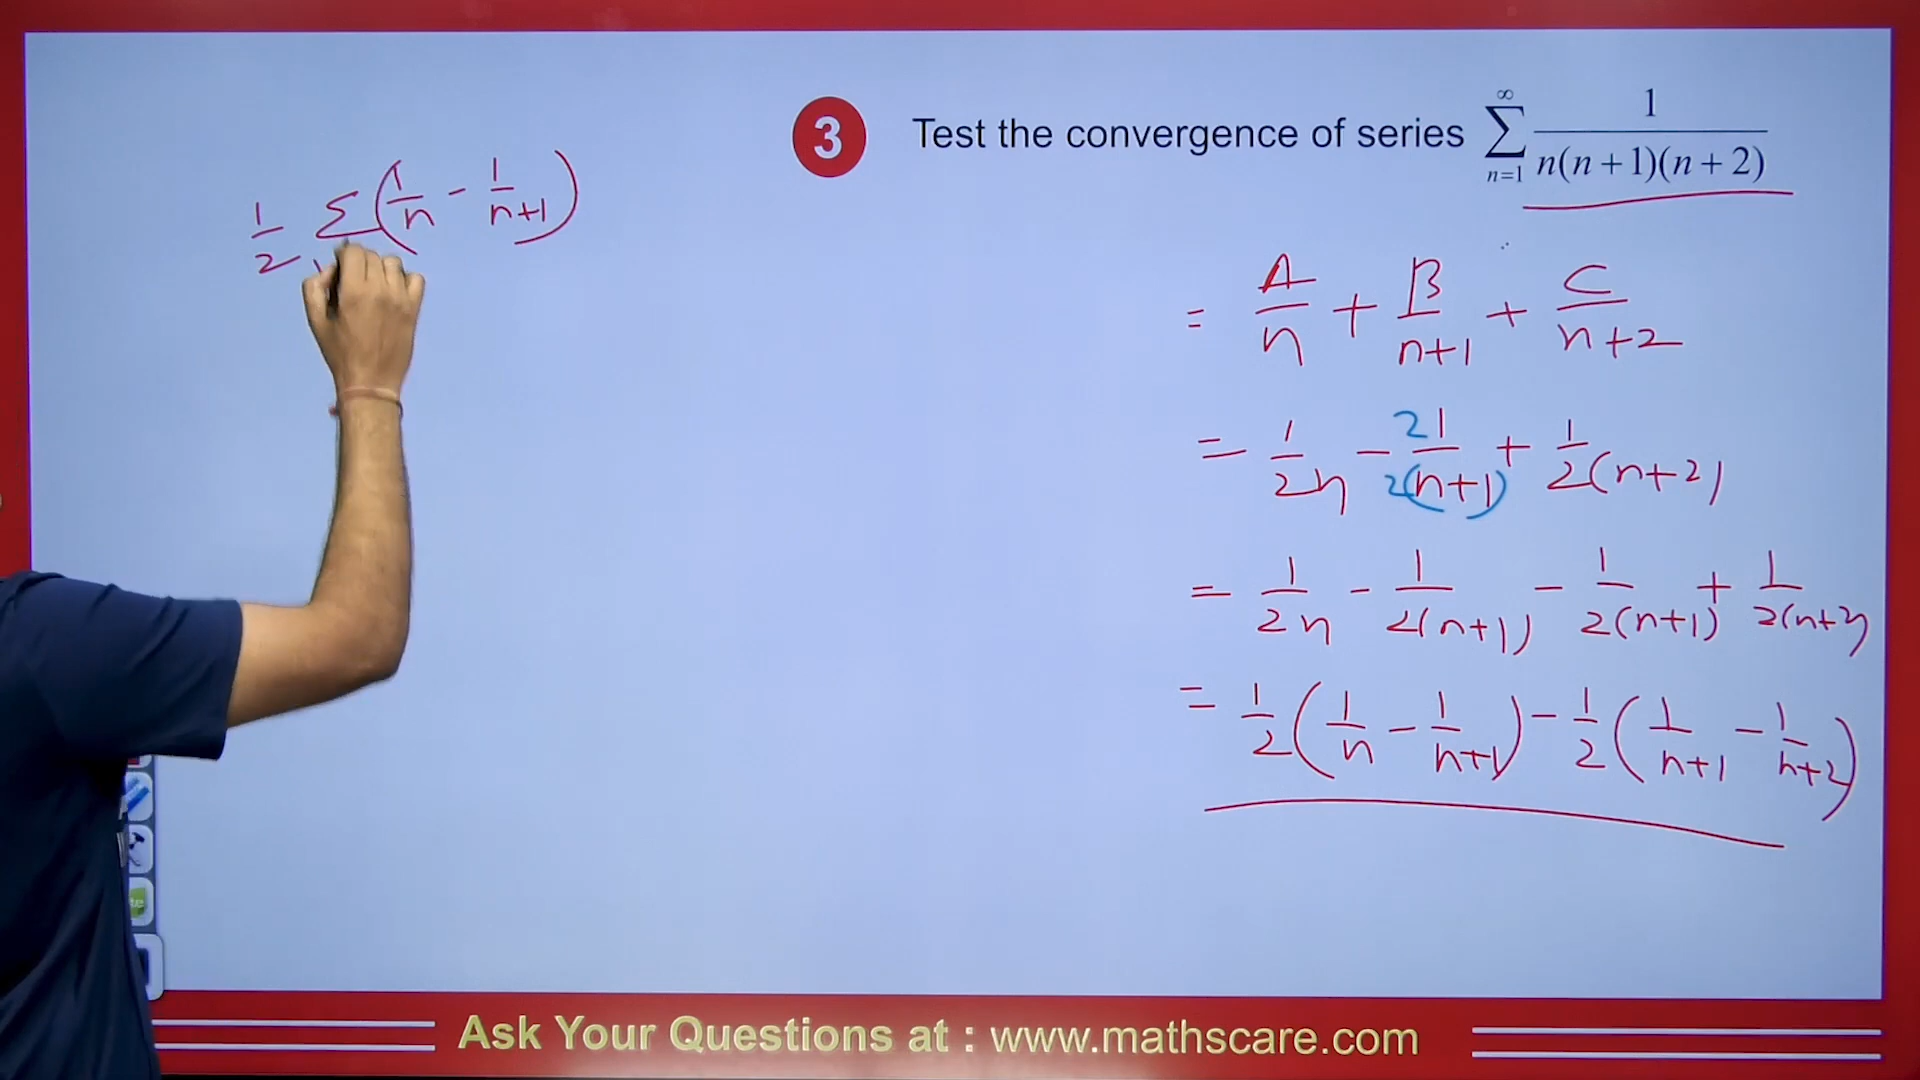 3 Test the convergence of series ∑_{n=1}^{∞} 1/(n(n+1)(n+2))
1/2 Σ (1/n - 1/(n+1))
= A/n + B/(n+1) + C/(n+2)
= 1/2n - 21/2(n+1) + 1/2(n+2)
= 1/2n - 1/2(n+1) - 1/2(n+1) + 1/2(n+2)
= 1/2 (1/n - 1/(n+1)) - 1/2 (1/(n+1) - 1/(n+2))
Ask Your Questions at : www.mathscare.com